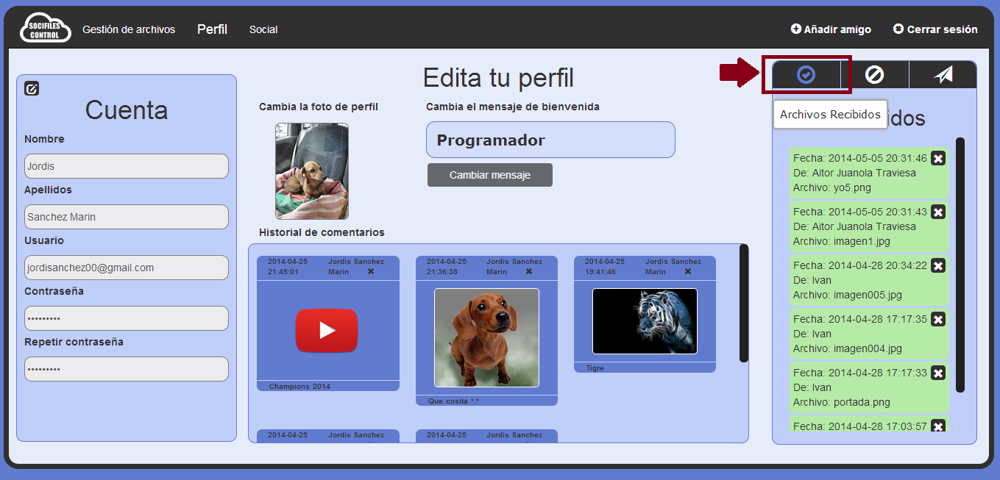 SOCIFILES
CONTROL
Gestión de archivos
Perfil
Social
Añadir amigo
Cerrar sesión
Cuenta
Nombre
Jordis
Apellidos
Sanchez Marin
Usuario
jordisanchez00@gmail.com
Contraseña
•••••••••
Repetir contraseña
•••••••••
Edita tu perfil
Cambia la foto de perfil
Cambia el mensaje de bienvenida
Programador
Cambiar mensaje
Historial de comentarios
2014-04-25
21:45:01
Jordis Sanchez
Marin
Champions 2014
2014-04-25
21:36:38
Jordis Sanchez
Marin
Que cosita *.*
2014-04-25
19:41:46
Jordis Sanchez
Marin
Tigre
2014-04-25
Jordis Sanchez
2014-04-25
Jordis Sanchez
Archivos Recibidos
idos
Fecha: 2014-05-05 20:31:46
De: Aitor Juanola Traviesa
Archivo: yo5.png
Fecha: 2014-05-05 20:31:43
De: Aitor Juanola Traviesa
Archivo: imagen1.jpg
Fecha: 2014-04-28 20:34:22
De: Ivan
Archivo: imagen005.jpg
Fecha: 2014-04-28 17:17:35
De: Ivan
Archivo: imagen004.jpg
Fecha: 2014-04-28 17:17:33
De: Ivan
Archivo: portada.png
Fecha: 2014-04-28 17:03:57